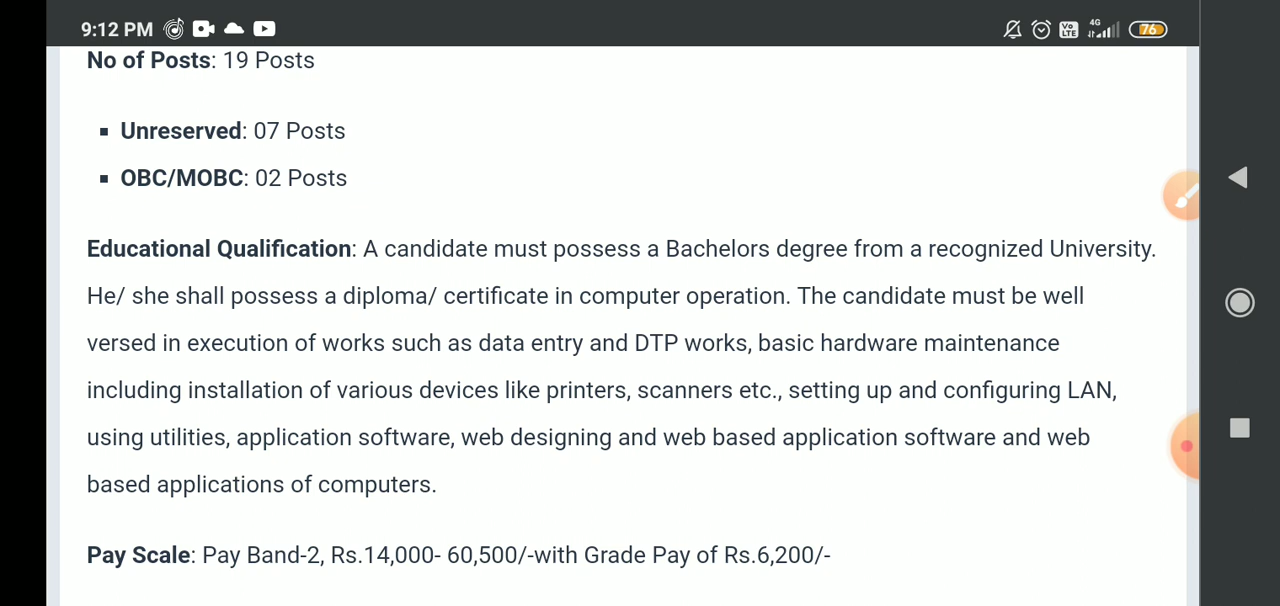 9:12 PM
Vo LTE 4G 76
No of Posts: 19 Posts
▪ Unreserved: 07 Posts
▪ OBC/MOBC: 02 Posts
Educational Qualification: A candidate must possess a Bachelors degree from a recognized University.
He/ she shall possess a diploma/ certificate in computer operation. The candidate must be well
versed in execution of works such as data entry and DTP works, basic hardware maintenance
including installation of various devices like printers, scanners etc., setting up and configuring LAN,
using utilities, application software, web designing and web based application software and web
based applications of computers.
Pay Scale: Pay Band-2, Rs.14,000- 60,500/-with Grade Pay of Rs.6,200/-